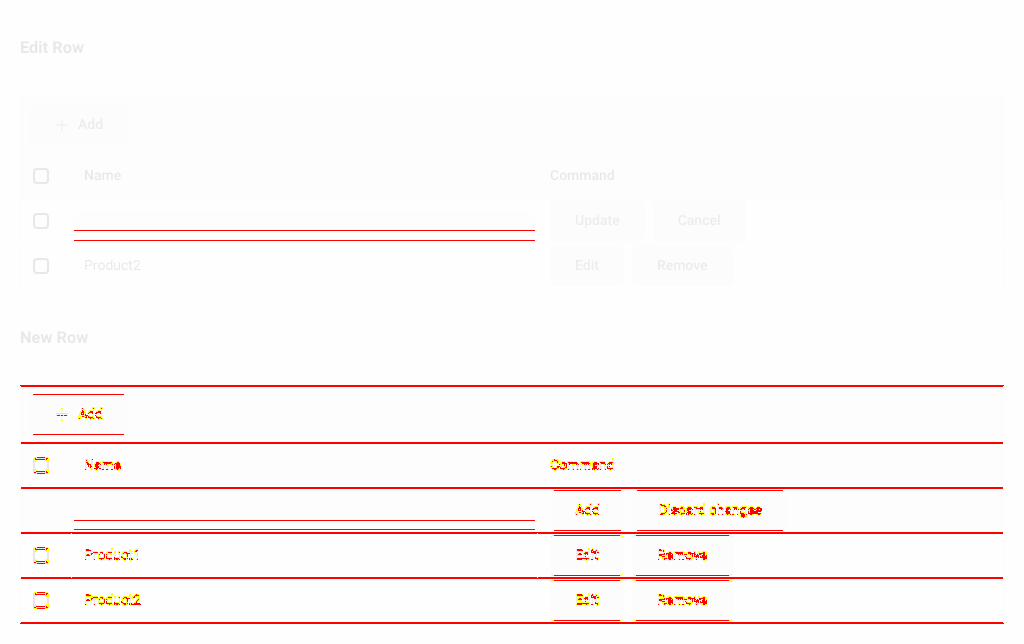 Edit Row
Add
Name Command
Update Cancel
Product2 Edit Remove
New Row
Add
Name Command
Add Discard changes
Product1 Edit Remove
Product2 Edit Remove